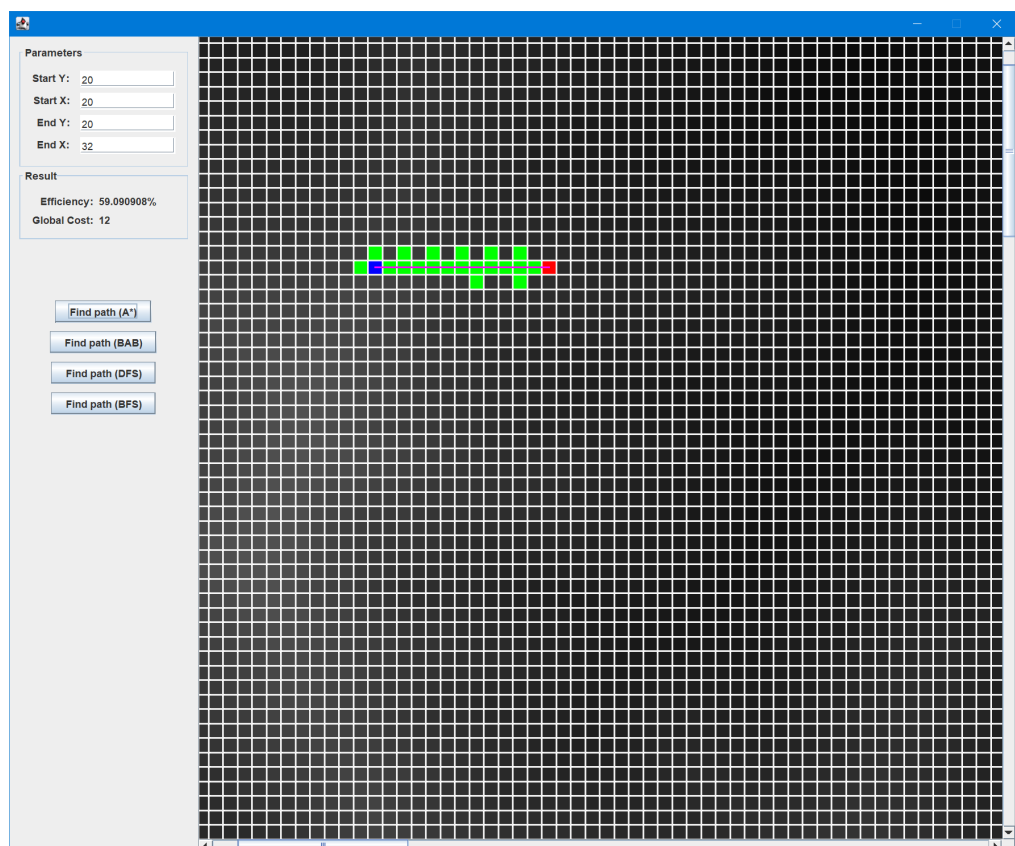 Parameters
Start Y: 20
Start X: 20
End Y: 20
End X: 32
Result
Efficiency: 59.090908%
Global Cost: 12
Find path (A*)
Find path (BAB)
Find path (DFS)
Find path (BFS)